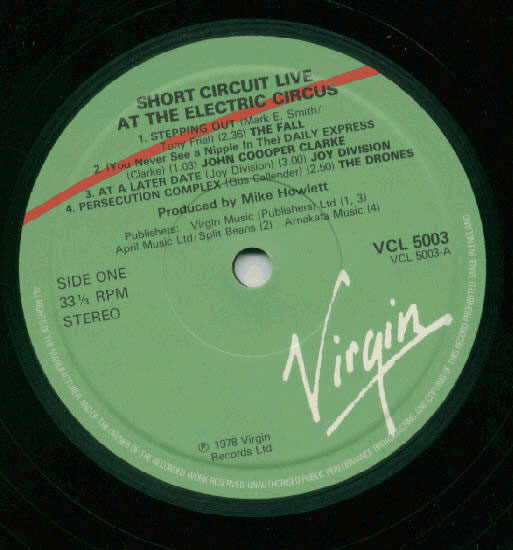 SHORT CIRCUIT LIVE
AT THE ELECTRIC CIRCUS
1. STEPPING OUT (Mark E. Smith/
Tony Friell) (2.36) THE FALL
2. (You Never See a Nipple In The) DAILY EXPRESS
(Clarke) (1.03) JOHN COOOPER CLARKE
3. AT A LATER DATE (Joy Division) (3.00) JOY DIVISION
4. PERSECUTION COMPLEX (Gus Callender) (2.50) THE DRONES
Produced by Mike Howlett
Publishers: Virgin Music (Publishers) Ltd (1, 3)
April Music Ltd/Split Beans (2) Arnakata Music (4)
SIDE ONE
33⅓ RPM
STEREO
VCL 5003
VCL 5003-A
Virgin
℗ 1978 Virgin
Records Ltd
ALL RIGHTS OF THE MANUFACTURER AND OF THE OWNER OF THE RECORDED WORK RESERVED. UNAUTHORISED PUBLIC PERFORMANCE BROADCASTING AND COPYING OF THIS RECORD PROHIBITED. MADE IN ENGLAND